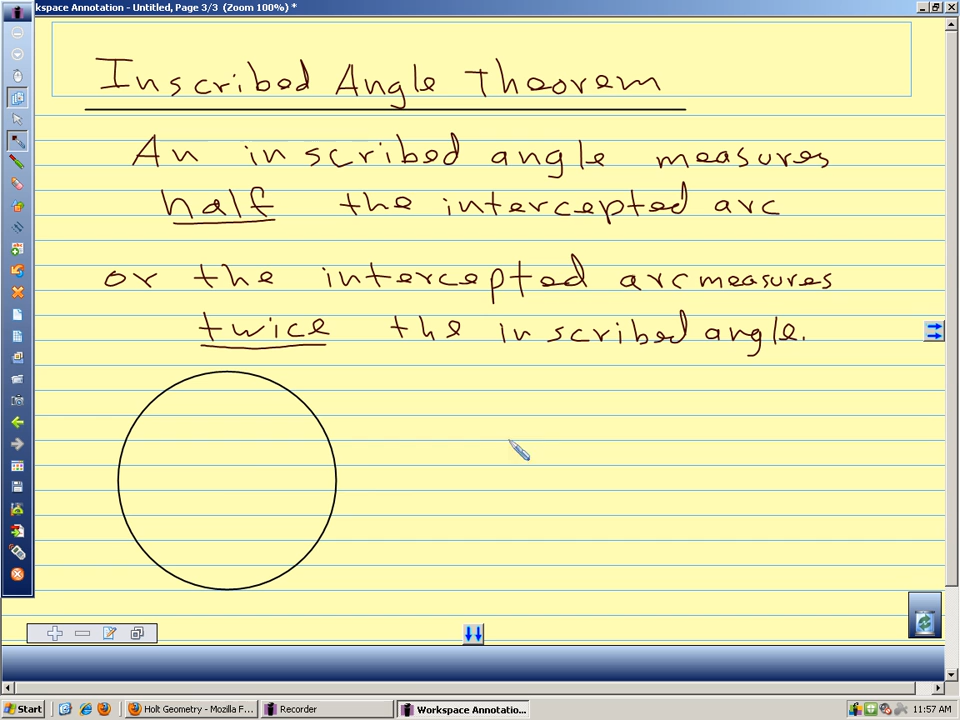 kspace Annotation - Untitled, Page 3/3 (Zoom 100%) *
Inscribed Angle Theorem
An inscribed angle measures
half the intercepted arc
or the intercepted arc measures
twice the inscribed angle.
Start
Holt Geometry - Mozilla F...
Recorder
Workspace Annotatio...
11:57 AM